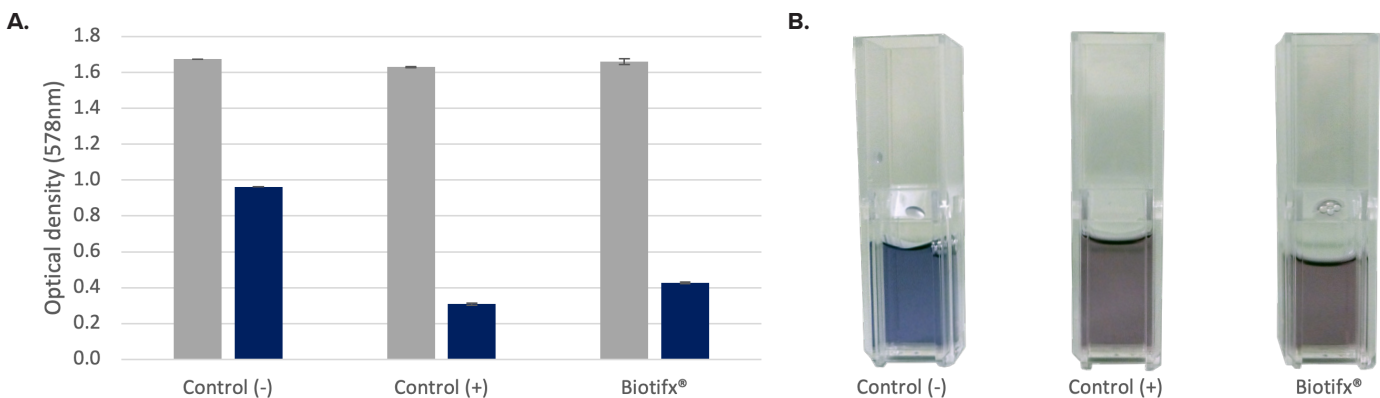 A.
B.
Optical density (578nm)
1.8
1.6
1.4
1.2
1.0
0.8
0.6
0.4
0.2
0.0
Control (-)
Control (+)
Biotifx®
Control (-)
Control (+)
Biotifx®